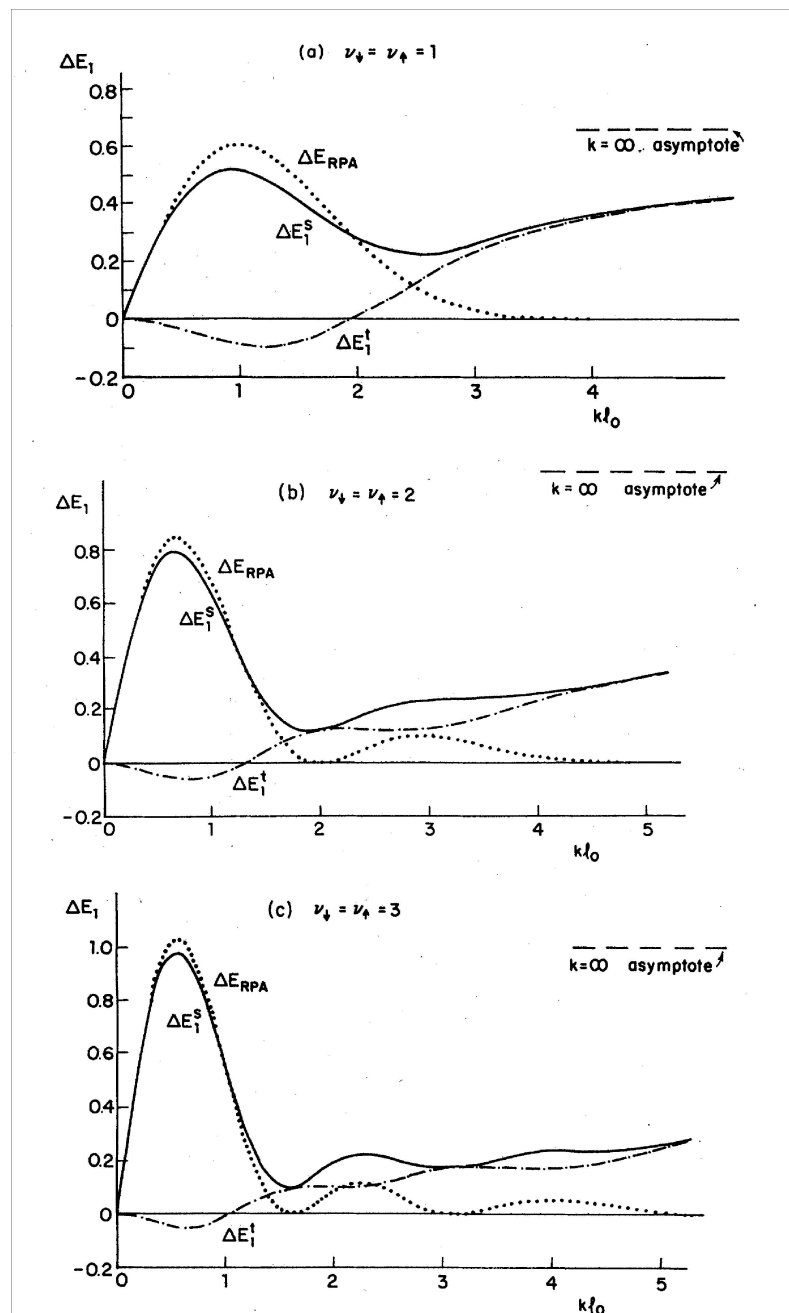 (a) ν↓ = ν↑ = 1
ΔE₁
0.8
0.6
0.4
0.2
0
-0.2
ΔE_RPA
ΔE₁ˢ
ΔE₁ᵗ
k = ∞ asymptote
0 1 2 3 4
kℓ₀
(b) ν↓ = ν↑ = 2
ΔE₁
0.8
0.6
0.4
0.2
0
-0.2
ΔE_RPA
ΔE₁ˢ
ΔE₁ᵗ
k = ∞ asymptote
0 1 2 3 4 5
kℓ₀
(c) ν↓ = ν↑ = 3
ΔE₁
1.0
0.8
0.6
0.4
0.2
0
-0.2
ΔE_RPA
ΔE₁ˢ
ΔE₁ᵗ
k=∞ asymptote
0 1 2 3 4 5
kℓ₀